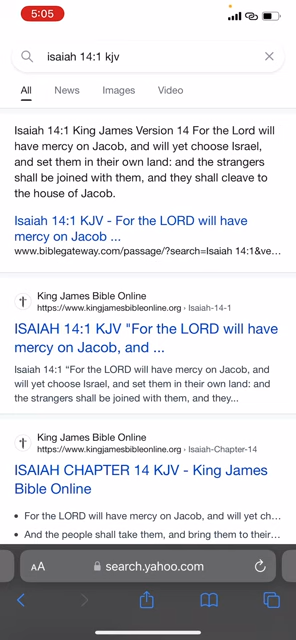 5:05
isaiah 14:1 kjv
All News Images Video
Isaiah 14:1 King James Version 14 For the Lord will
have mercy on Jacob, and will yet choose Israel,
and set them in their own land: and the strangers
shall be joined with them, and they shall cleave to
the house of Jacob.
Isaiah 14:1 KJV - For the LORD will have
mercy on Jacob ...
www.biblegateway.com/passage/?search=Isaiah 14:1&ve...
King James Bible Online
https://www.kingjamesbibleonline.org › Isaiah-14-1
ISAIAH 14:1 KJV "For the LORD will have
mercy on Jacob, and ...
Isaiah 14:1 “For the LORD will have mercy on Jacob, and
will yet choose Israel, and set them in their own land: and
the strangers shall be joined with them, and they...
King James Bible Online
https://www.kingjamesbibleonline.org › Isaiah-Chapter-14
ISAIAH CHAPTER 14 KJV - King James
Bible Online
• For the LORD will have mercy on Jacob, and will yet ch...
• And the people shall take them, and bring them to their...
AA search.yahoo.com